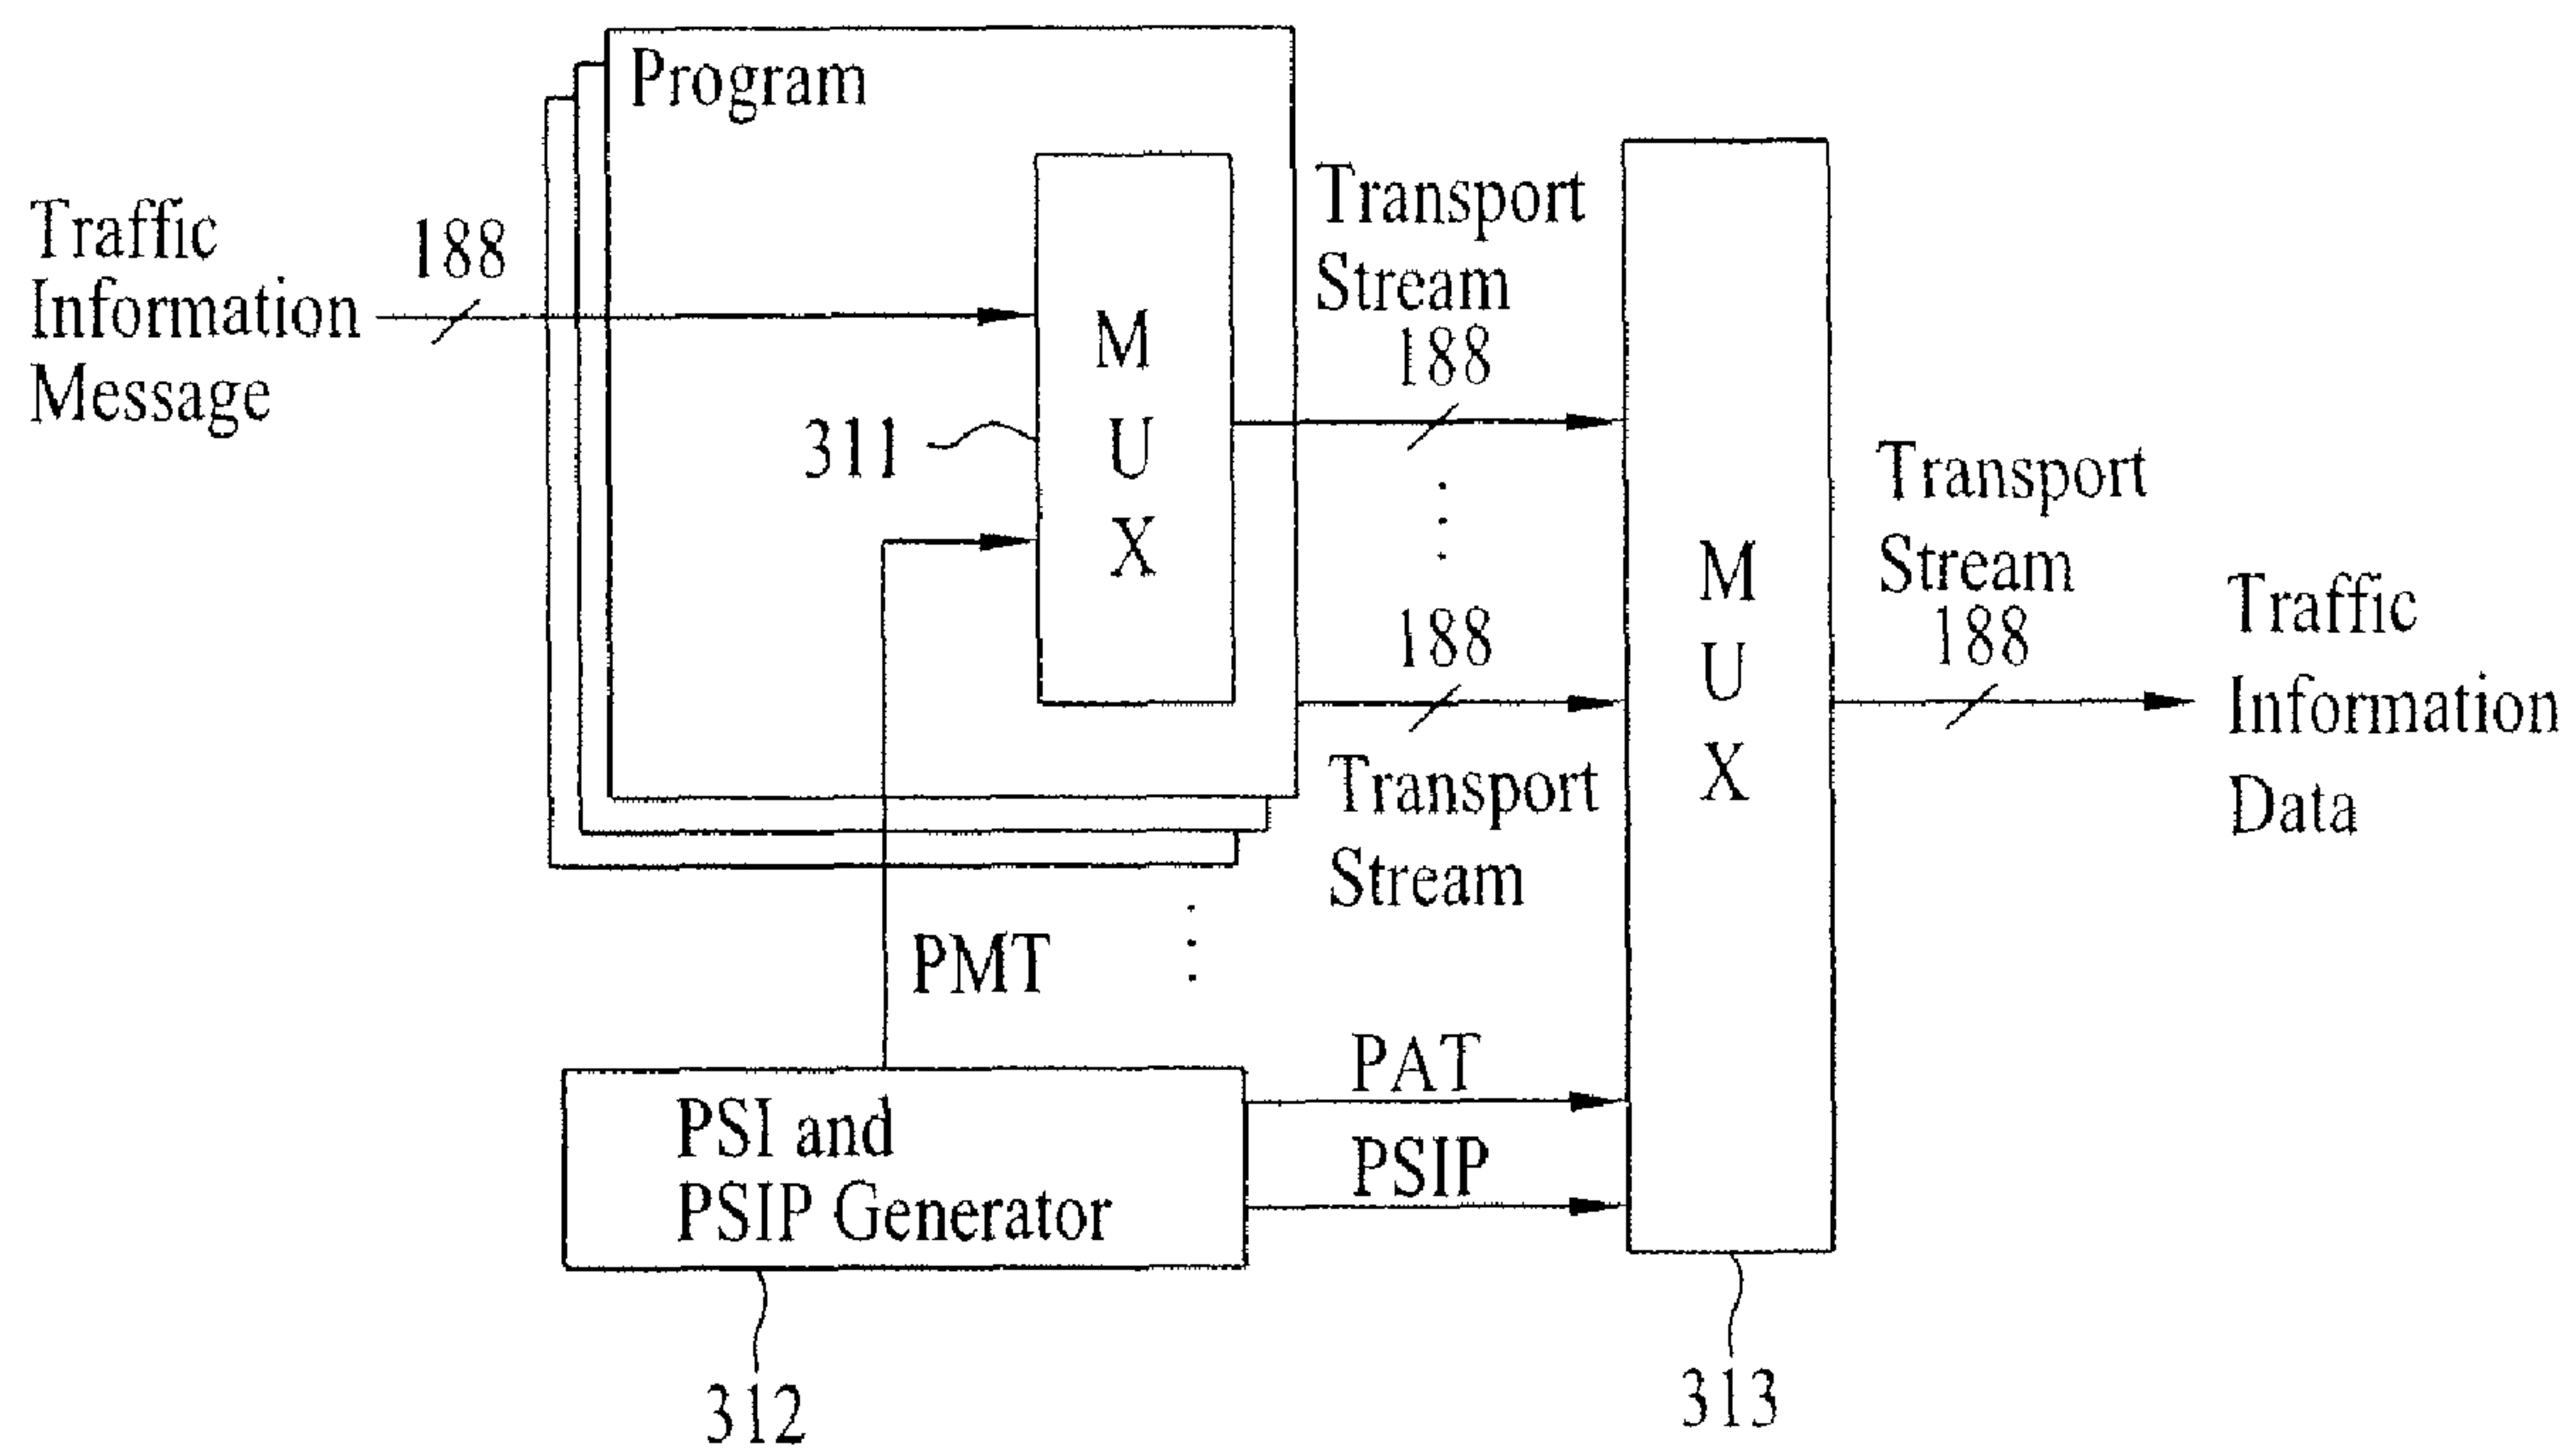 Program
Traffic
Information
Message
188
311
M
U
X
Transport
Stream
188
188
Transport
Stream
M
U
X
Transport
Stream
188
Traffic
Information
Data
PMT
PSI and
PSIP Generator
PAT
PSIP
312
313